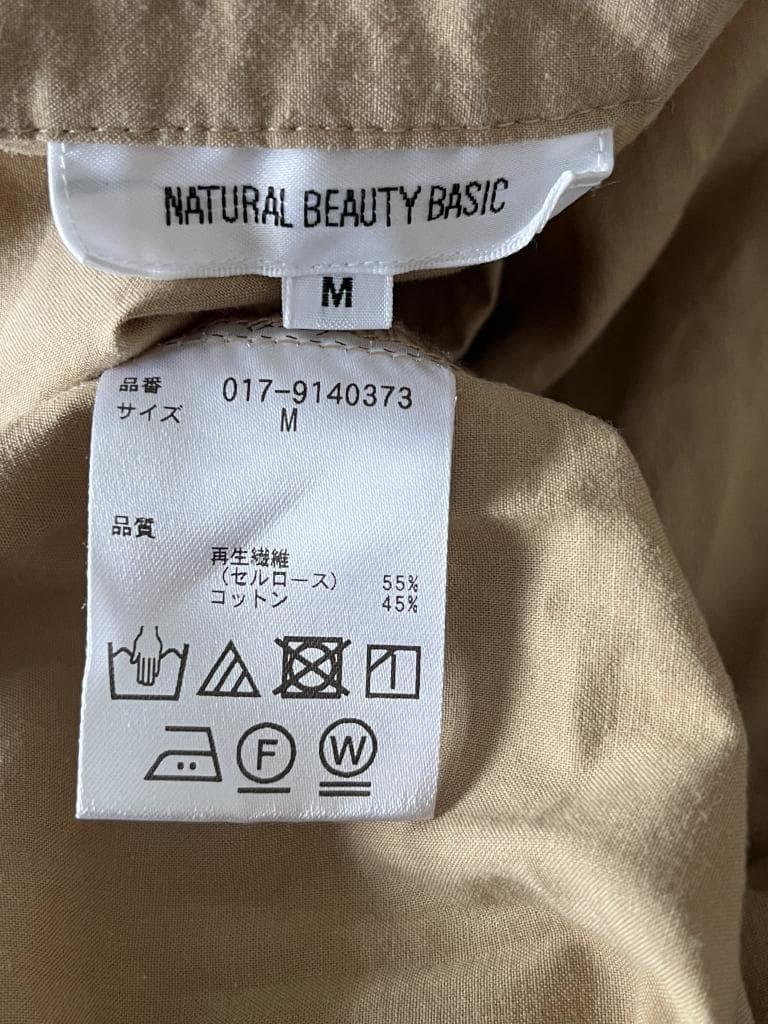 NATURAL BEAUTY BASIC
M
品番 017-9140373
サイズ M
品質
再生繊維
(セルロース) 55%
コットン 45%
F W